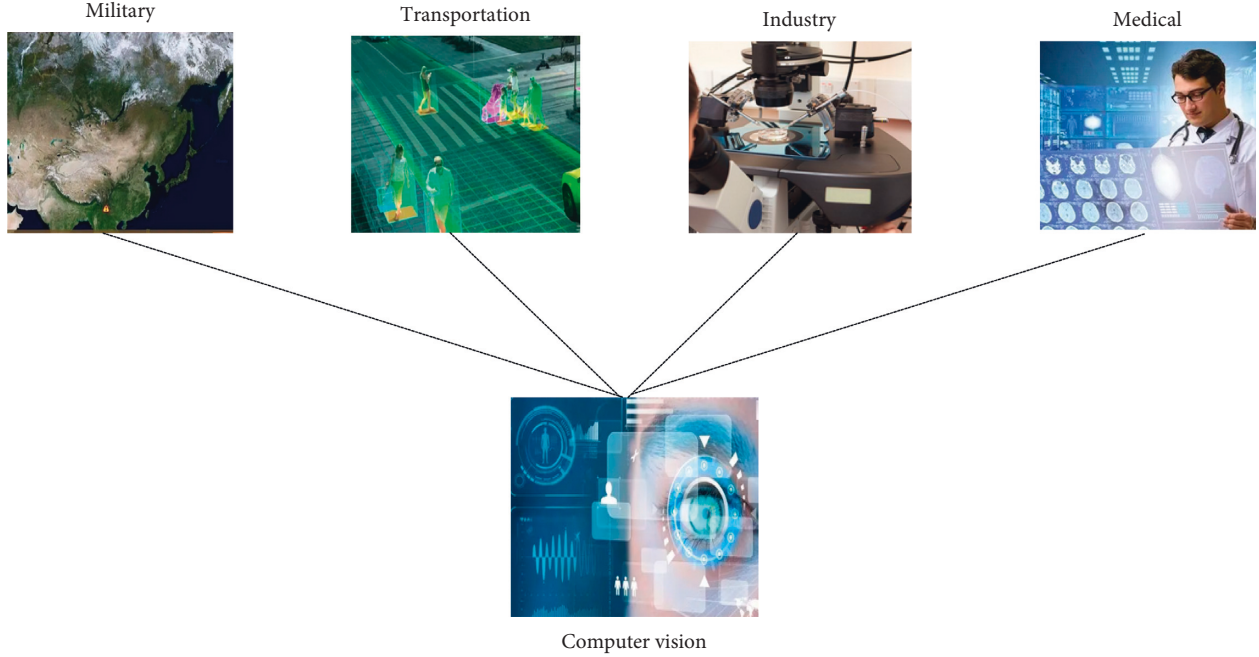 Military
Transportation
Industry
Medical
Computer vision